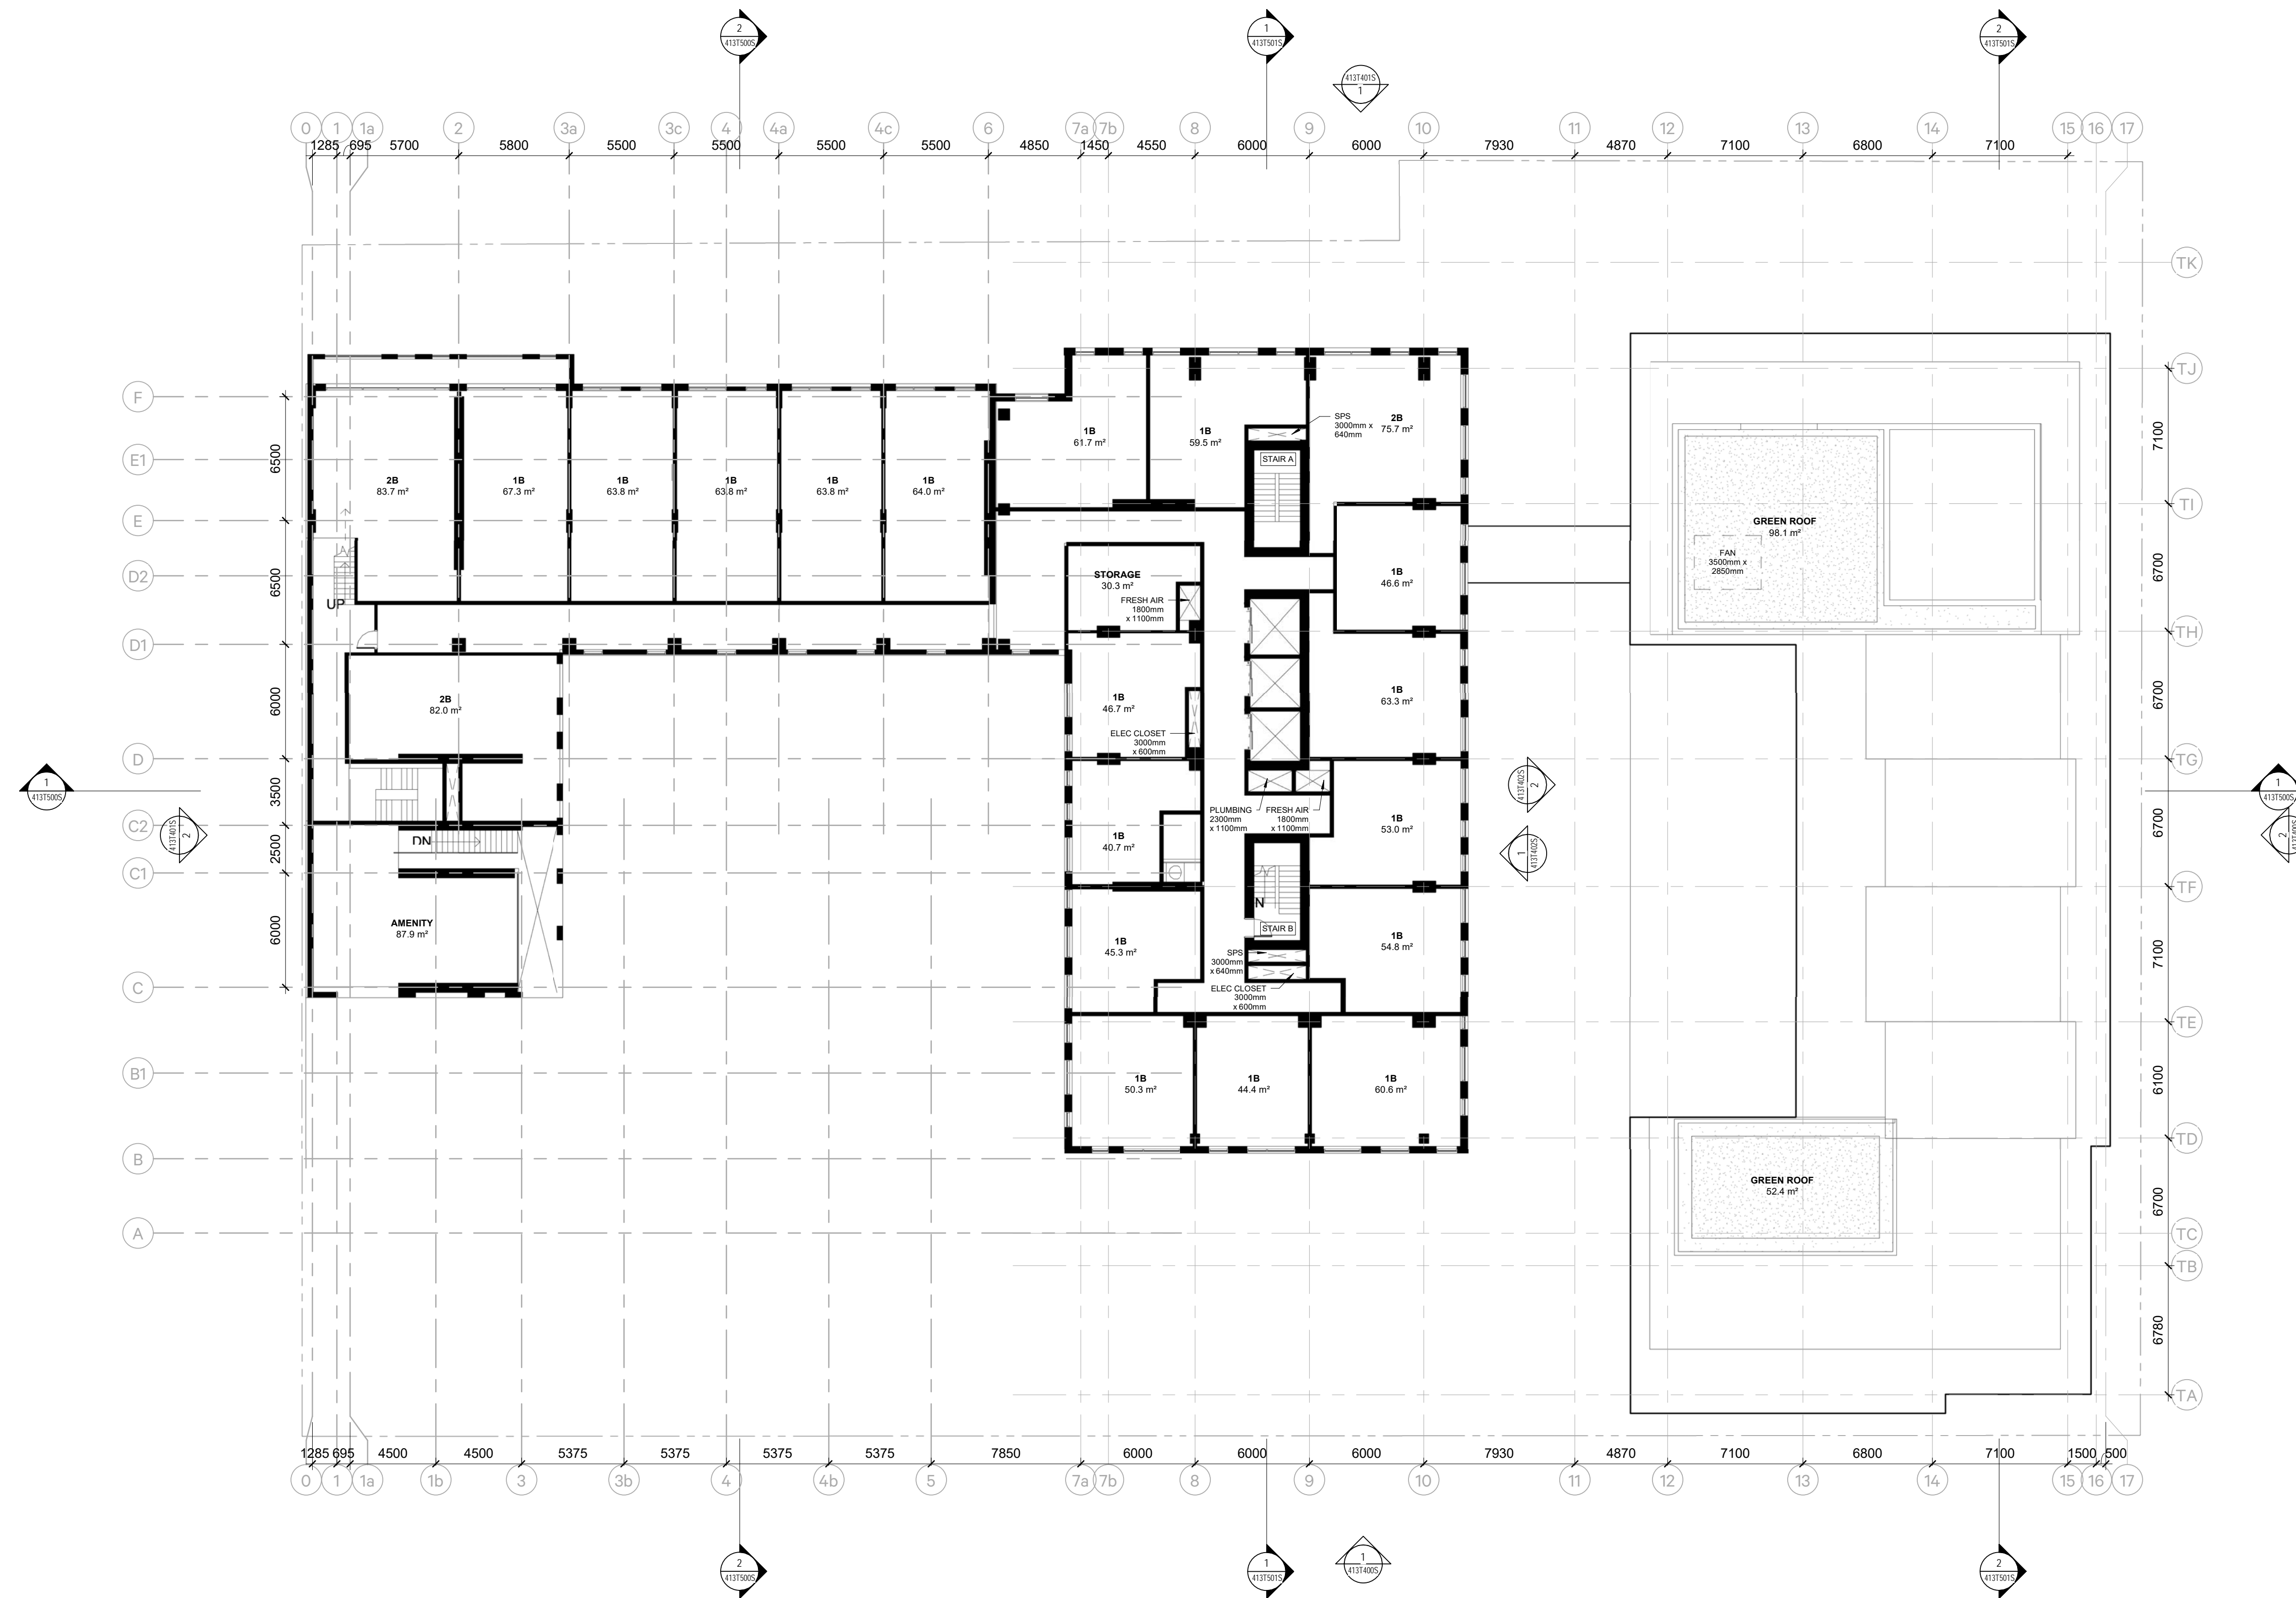 2
413T500S
1
413T501S
2
413T501S
413T401S
1
0 1 1a 2 3a 3c 4 4a 4c 6 7a 7b 8 9 10 11 12 13 14 15 16 17
1285 695 5700 5800 5500 5500 5500 5500 4850 1450 4550 6000 6000 7930 4870 7100 6800 7100
TK
TJ
F
E1
E
D2
D1
D
C2
C1
C
B1
B
A
6500
6500
6000
3500
2500
6000
TI
TH
TG
TF
TE
TD
TC
TB
TA
7100
6700
6700
6700
7100
6100
6700
6780
2B
83.7 m²
1B
67.3 m²
1B
63.8 m²
1B
63.8 m²
1B
63.8 m²
1B
64.0 m²
1B
61.7 m²
1B
59.5 m²
SPS
3000mm x
640mm
2B
75.7 m²
STAIR A
UP
STORAGE
30.3 m²
FRESH AIR
1800mm
x 1100mm
1B
46.6 m²
GREEN ROOF
98.1 m²
FAN
3500mm x
2850mm
2B
82.0 m²
1B
46.7 m²
ELEC CLOSET
3000mm
x 600mm
1B
63.3 m²
1
413T500S
413T401S
2
413T402S
2
1
413T402S
1
413T500S
2
413T400S
DN
PLUMBING
2300mm
x 1100mm
FRESH AIR
1800mm
x 1100mm
1B
40.7 m²
1B
53.0 m²
AMENITY
87.9 m²
1B
45.3 m²
N
STAIR B
SPS
3000mm
x 640mm
ELEC CLOSET
3000mm
x 600mm
1B
54.8 m²
1B
50.3 m²
1B
44.4 m²
1B
60.6 m²
GREEN ROOF
52.4 m²
1285 695 4500 4500 5375 5375 5375 5375 7850 6000 6000 6000 7930 4870 7100 6800 7100 1500 500
0 1 1a 1b 3 3b 4 4b 5 7a 7b 8 9 10 11 12 13 14 15 16 17
2
413T500S
1
413T501S
1
413T400S
2
413T501S